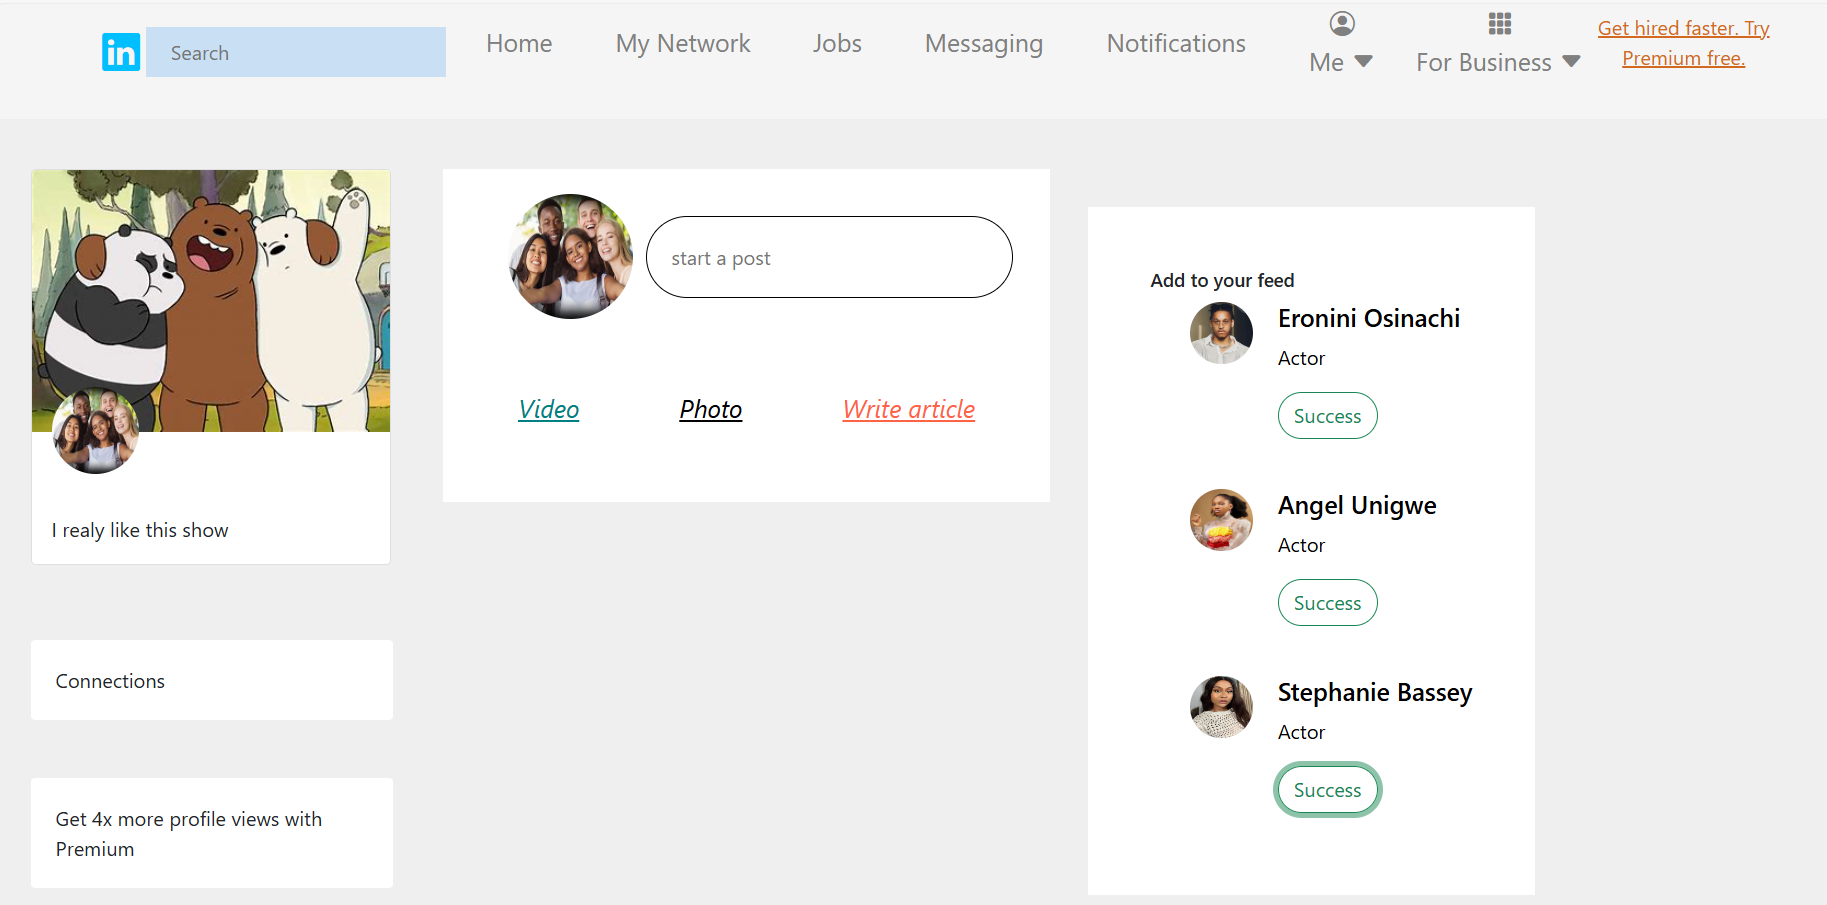 in
Search
Home
My Network
Jobs
Messaging
Notifications
Me
For Business
Get hired faster. Try
Premium free.
I realy like this show
Connections
Get 4x more profile views with
Premium
start a post
Video
Photo
Write article
Add to your feed
Eronini Osinachi
Actor
Success
Angel Unigwe
Actor
Success
Stephanie Bassey
Actor
Success